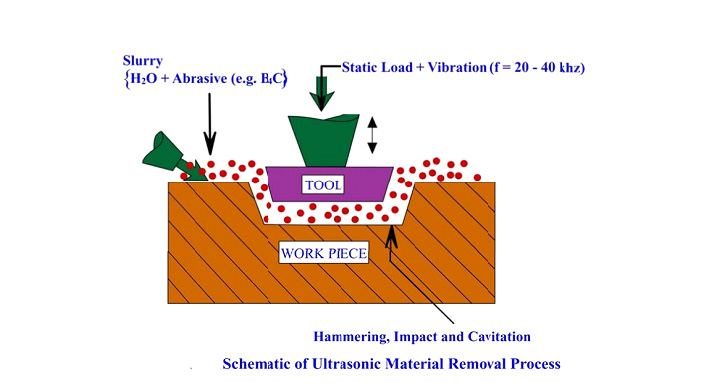 Slurry
{H₂O + Abrasive (e.g. B₄C}
Static Load + Vibration (f = 20 - 40 khz)
TOOL
WORK PIECE
Hammering, Impact and Cavitation
Schematic of Ultrasonic Material Removal Process